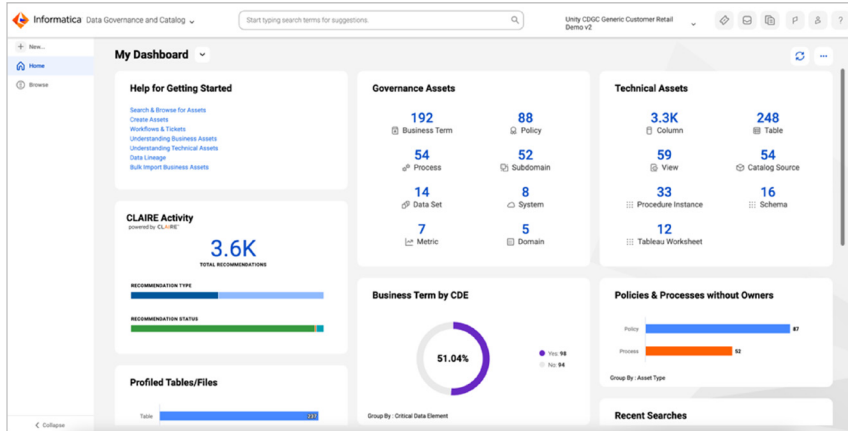 Informatica Data Governance and Catalog
Start typing search terms for suggestions.
Unity CDGC Generic Customer Retail
Demo v2
?
New...
Home
Browse
Collapse
My Dashboard
Help for Getting Started
Search & Browse for Assets
Create Assets
Workflows & Tickets
Understanding Business Assets
Understanding Technical Assets
Data Lineage
Bulk Import Business Assets
Governance Assets
192 88
Business Term Policy
54 52
Process Subdomain
14 8
Data Set System
7 5
Metric Domain
Technical Assets
3.3K 248
Column Table
59 54
View Catalog Source
33 16
Procedure Instance Schema
12
Tableau Worksheet
CLAIRE Activity
powered by CLAIRE
3.6K
TOTAL RECOMMENDATIONS
RECOMMENDATION TYPE
RECOMMENDATION STATUS
Business Term by CDE
51.04%
Yes: 98
No: 94
Group By : Critical Data Element
Policies & Processes without Owners
Policy 87
Process 52
Group By : Asset Type
Profiled Tables/Files
Table
Recent Searches